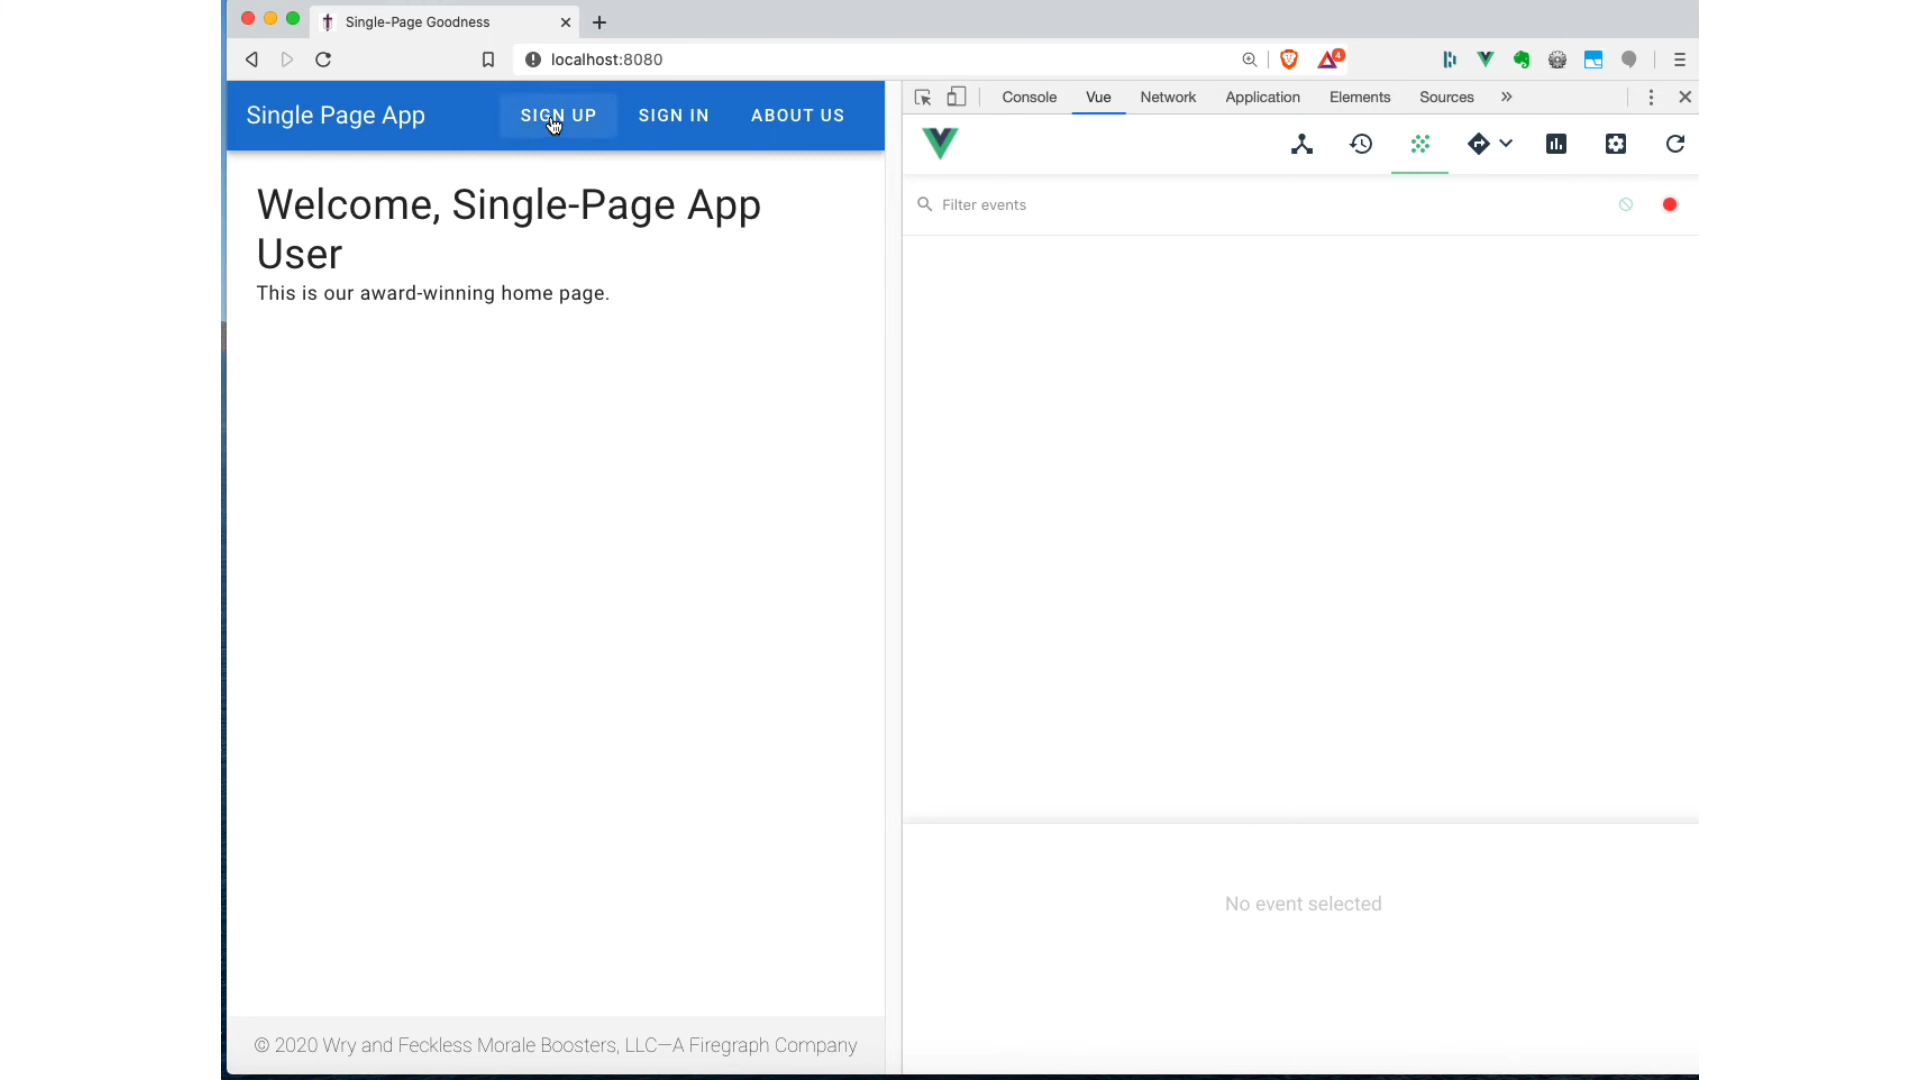 Single-Page Goodness
localhost:8080
4
Single Page App
SIGN UP
SIGN IN
ABOUT US
Welcome, Single-Page App
User
This is our award-winning home page.
© 2020 Wry and Feckless Morale Boosters, LLC—A Firegraph Company
Console
Vue
Network
Application
Elements
Sources
Filter events
No event selected